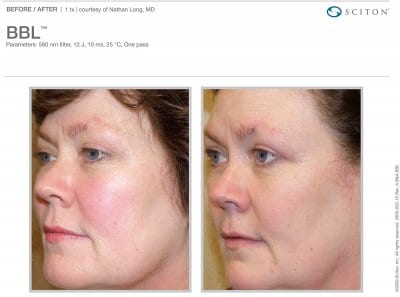 BEFORE / AFTER | 1 tx | courtesy of Nathan Long, MD
SCITON®
BBL™
Parameters: 560 nm filter, 12 J, 10 ms, 25 °C, One pass